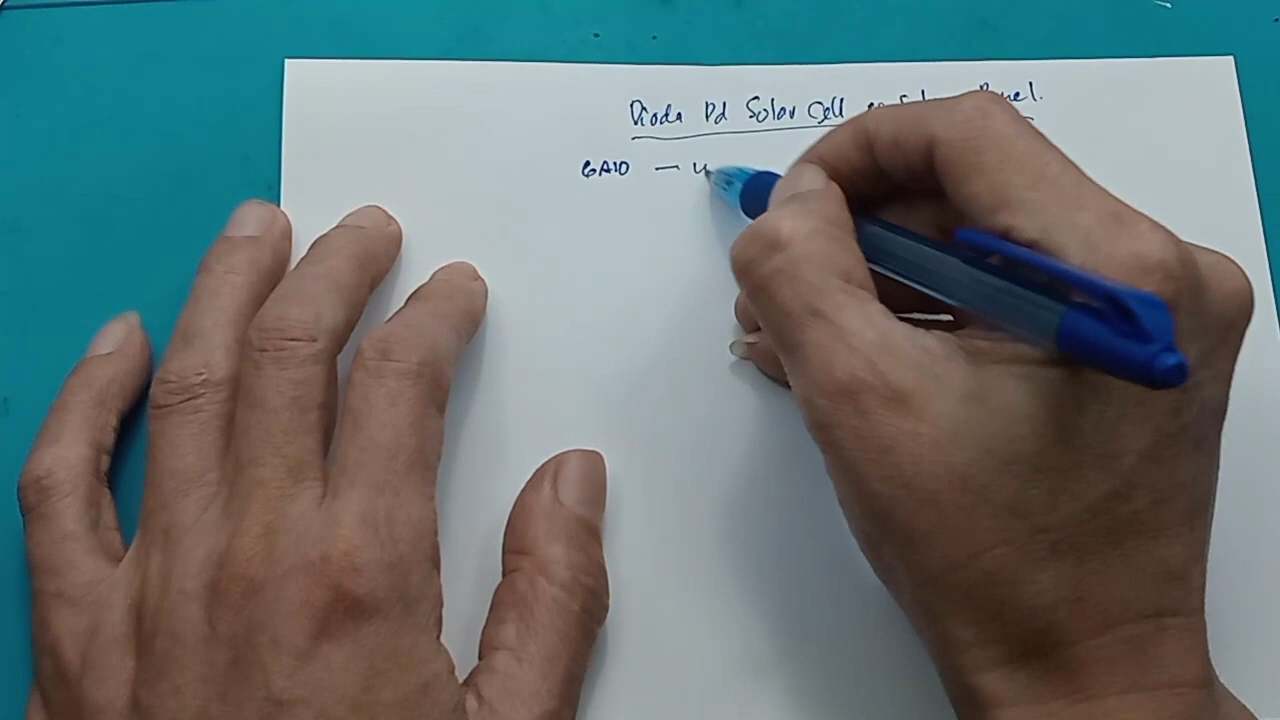 Dioda Pd Solar Cell
6A10 —